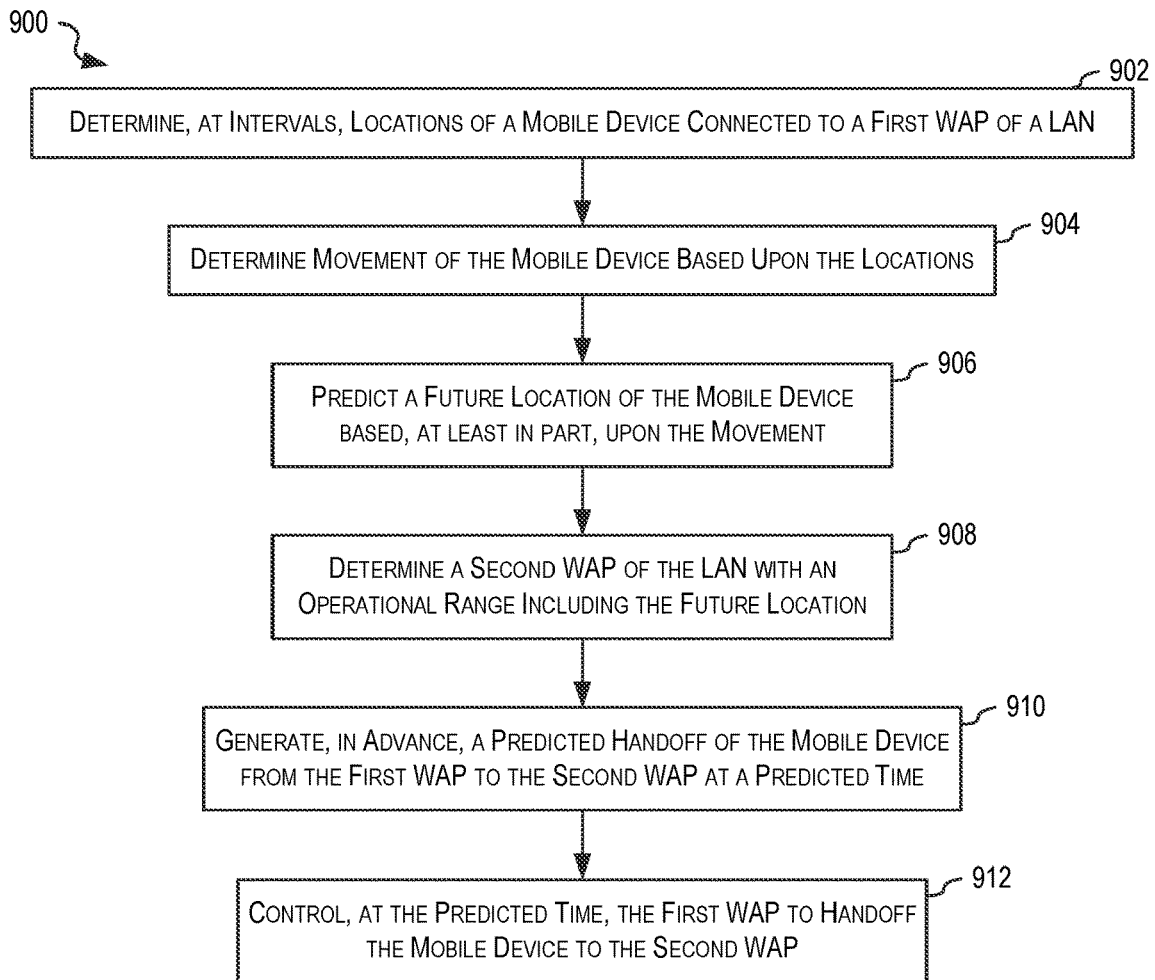 900
902
DETERMINE, AT INTERVALS, LOCATIONS OF A MOBILE DEVICE CONNECTED TO A FIRST WAP OF A LAN
904
DETERMINE MOVEMENT OF THE MOBILE DEVICE BASED UPON THE LOCATIONS
906
PREDICT A FUTURE LOCATION OF THE MOBILE DEVICE
BASED, AT LEAST IN PART, UPON THE MOVEMENT
908
DETERMINE A SECOND WAP OF THE LAN WITH AN
OPERATIONAL RANGE INCLUDING THE FUTURE LOCATION
910
GENERATE, IN ADVANCE, A PREDICTED HANDOFF OF THE MOBILE DEVICE
FROM THE FIRST WAP TO THE SECOND WAP AT A PREDICTED TIME
912
CONTROL, AT THE PREDICTED TIME, THE FIRST WAP TO HANDOFF
THE MOBILE DEVICE TO THE SECOND WAP